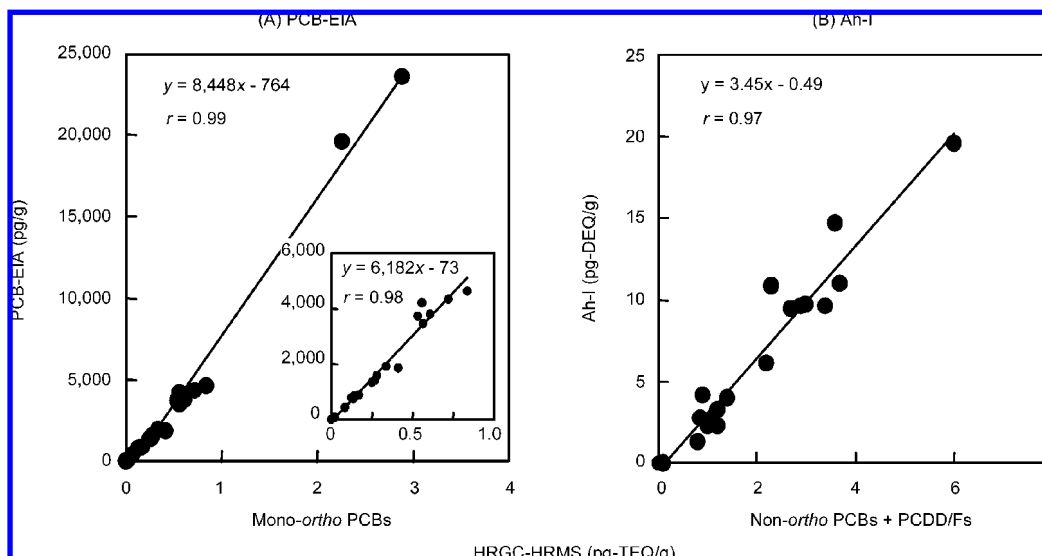 (A) PCB-EIA
(B) Ah-I
25,000
20,000
15,000
10,000
5,000
0
PCB-EIA (pg/g)
y = 8,448x - 764
r = 0.99
6,000
4,000
2,000
0
y = 6,182x - 73
r = 0.98
0 0.5 1.0
0 1 2 3 4
Mono-ortho PCBs
25
20
15
10
5
0
Ah-I (pg-DEQ/g)
y = 3.45x - 0.49
r = 0.97
0 2 4 6
Non-ortho PCBs + PCDD/Fs
HRGC-HRMS (pg-TEQ/g)